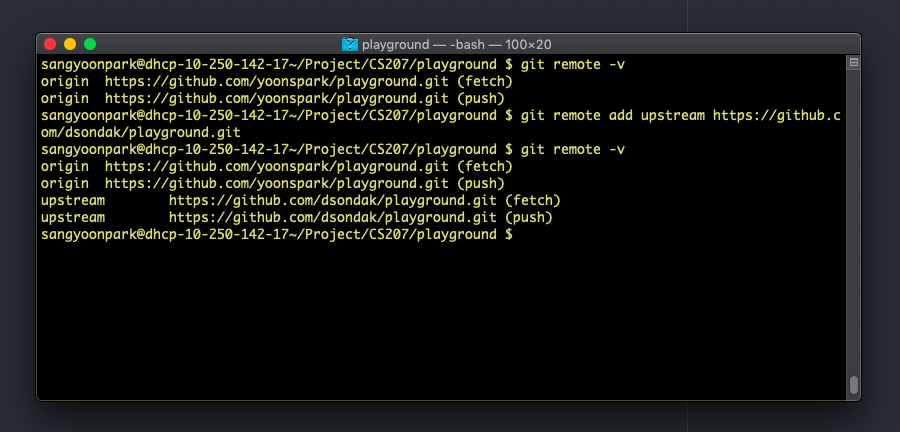 playground — -bash — 100×20
sangyoonpark@dhcp-10-250-142-17~/Project/CS207/playground $ git remote -v
origin  https://github.com/yoonspark/playground.git (fetch)
origin  https://github.com/yoonspark/playground.git (push)
sangyoonpark@dhcp-10-250-142-17~/Project/CS207/playground $ git remote add upstream https://github.c
om/dsondak/playground.git
sangyoonpark@dhcp-10-250-142-17~/Project/CS207/playground $ git remote -v
origin  https://github.com/yoonspark/playground.git (fetch)
origin  https://github.com/yoonspark/playground.git (push)
upstream        https://github.com/dsondak/playground.git (fetch)
upstream        https://github.com/dsondak/playground.git (push)
sangyoonpark@dhcp-10-250-142-17~/Project/CS207/playground $